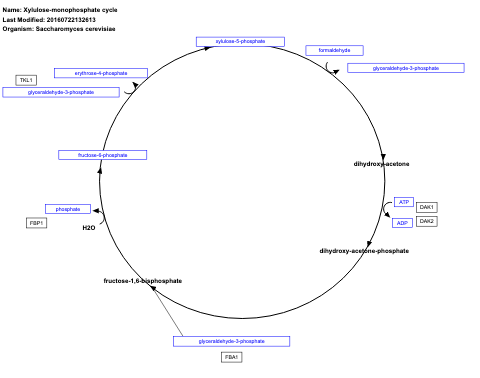 Name: Xylulose-monophosphate cycle
Last Modified: 20160722132613
Organism: Saccharomyces cerevisiae
xylulose-5-phosphate
formaldehyde
glyceraldehyde-3-phosphate
erythrose-4-phosphate
TKL1
glyceraldehyde-3-phosphate
fructose-6-phosphate
dihydroxy-acetone
ATP
DAK1
phosphate
ADP
DAK2
FBP1
H2O
dihydroxy-acetone-phosphate
fructose-1,6-bisphosphate
glyceraldehyde-3-phosphate
FBA1